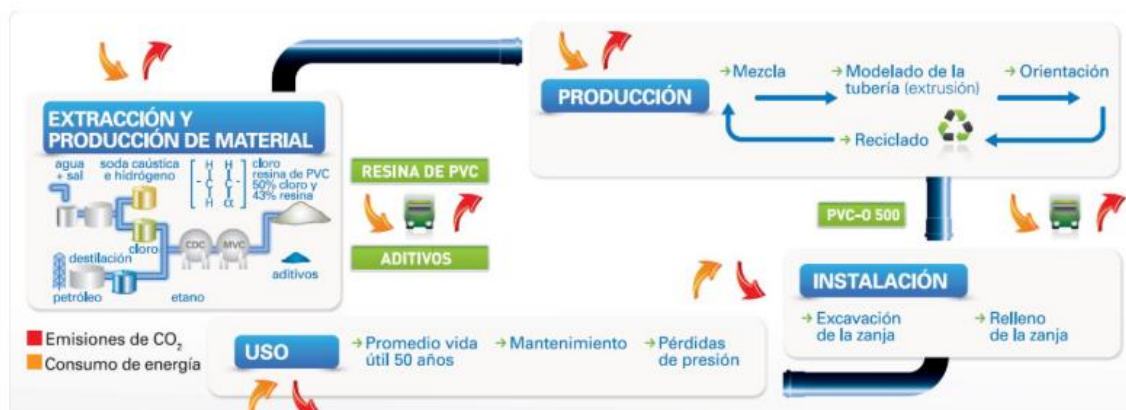 EXTRACCIÓN Y
PRODUCCIÓN DE MATERIAL
agua
+ sal
soda caústica
e hidrógeno
H H
C C
H Cl
cloro
resina de PVC
50% cloro y
43% resina
cloro
CDC
MVC
destilación
petróleo
etano
aditivos
RESINA DE PVC
ADITIVOS
PRODUCCIÓN
Mezcla
Modelado de la
tubería (extrusión)
Orientación
Reciclado
PVC-O 500
INSTALACIÓN
Excavación
de la zanja
Relleno
de la zanja
USO
Promedio vida
útil 50 años
Mantenimiento
Pérdidas
de presión
Emisiones de CO₂
Consumo de energía